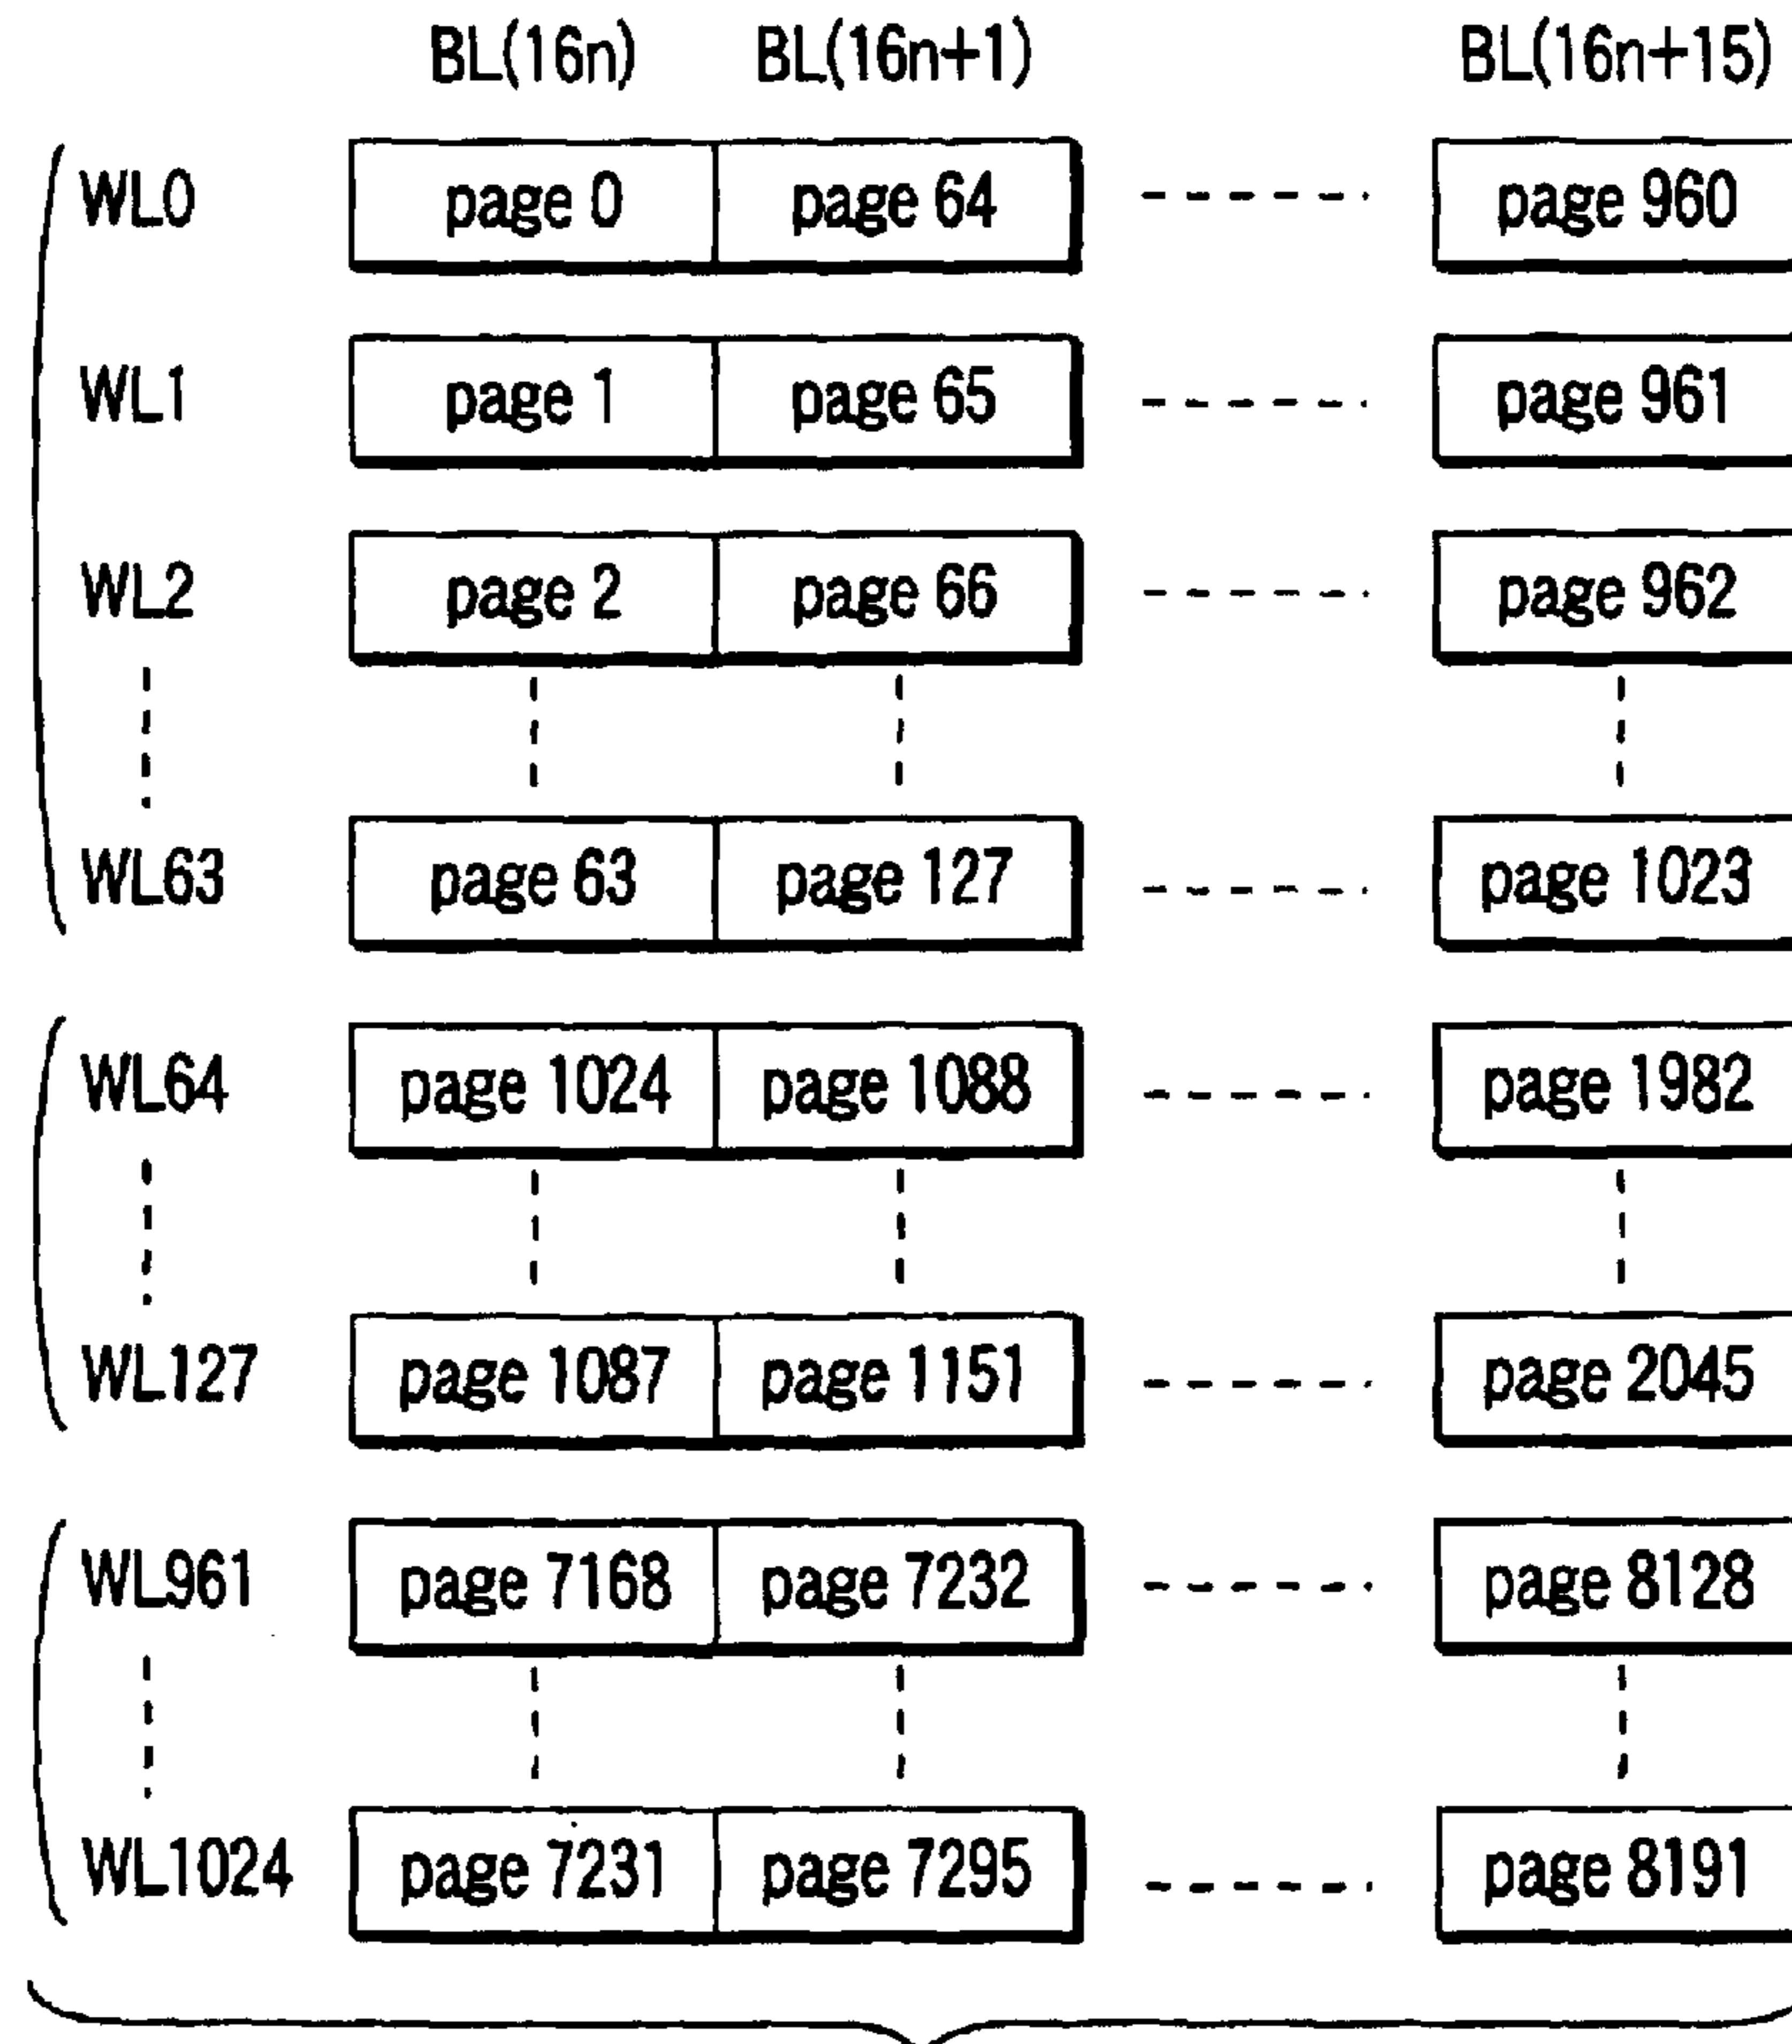 BL(16n) BL(16n+1) BL(16n+15)
WL0 page 0 page 64 page 960
WL1 page 1 page 65 page 961
WL2 page 2 page 66 page 962
WL63 page 63 page 127 page 1023
WL64 page 1024 page 1088 page 1982
WL127 page 1087 page 1151 page 2045
WL961 page 7168 page 7232 page 8128
WL1024 page 7231 page 7295 page 8191